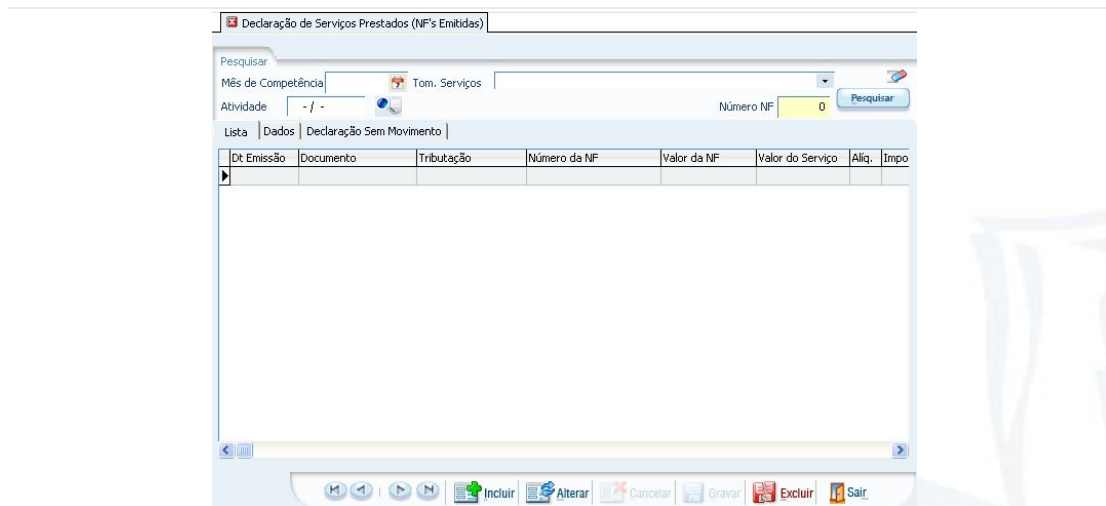 Declaração de Serviços Prestados (NF's Emitidas)
Pesquisar
Mês de Competência Tom. Serviços
Atividade - / - Número NF 0 Pesquisar
Lista Dados Declaração Sem Movimento
Dt Emissão Documento Tributação Número da NF Valor da NF Valor do Serviço Alíq. Impo
Incluir Alterar Cancelar Gravar Excluir Sair